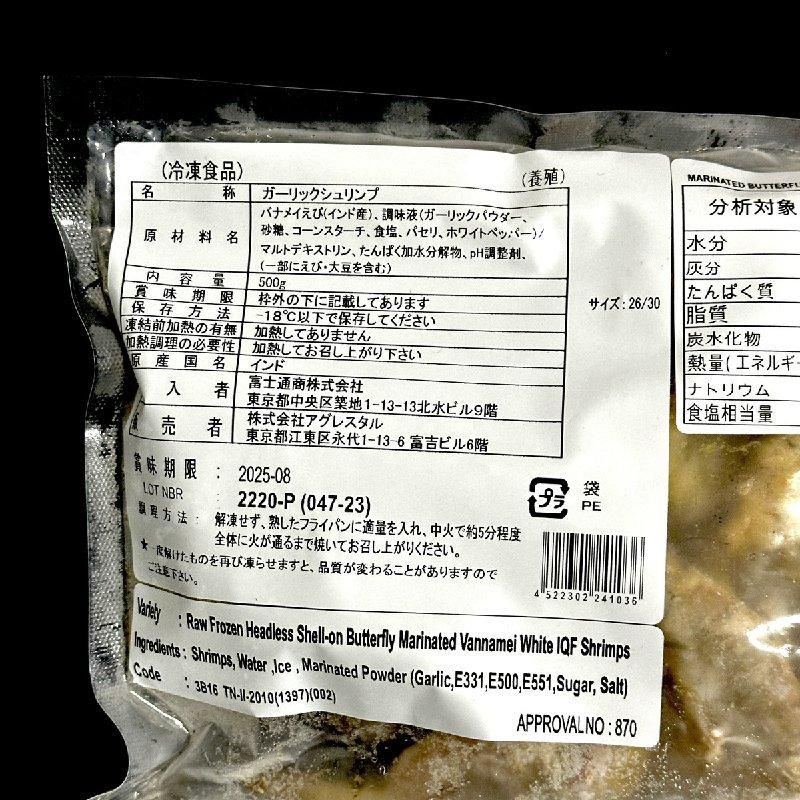 (冷凍食品) (養殖)
名 称 ガーリックシュリンプ
原材料名 バナメイえび(インド産)、調味液(ガーリックパウダー、
砂糖、コーンスターチ、食塩、パセリ、ホワイトペッパー)/
マルトデキストリン、たんぱく加水分解物、pH調整剤、
(一部にえび・大豆を含む)
内容量 500g
賞味期限 枠外の下に記載してあります
保存方法 -18℃以下で保存してください
凍結前加熱の有無 加熱してありません
加熱調理の必要性 加熱してお召し上がり下さい
原産国名 インド
入者 富士通商株式会社
東京都中央区築地1-13-13北水ビル9階
売者 株式会社アグレスタル
東京都江東区永代1-13-6 富吉ビル6階
サイズ:26/30
賞味期限 : 2025-08
LOT NBR : 2220-P (047-23)
調理方法: 解凍せず、熱したフライパンに適量を入れ、中火で約5分程度
全体に火が通るまで焼いてお召し上がりください。
★一度解けたものを再び凍らせますと、品質が変わることがありますので
ご注意下さい。
プラ 袋
PE
4 522302 241036
Variety : Raw Frozen Headless Shell-on Butterfly Marinated Vannamei White IQF Shrimps
Ingredients : Shrimps, Water ,Ice , Marinated Powder (Garlic,E331,E500,E551,Sugar, Salt)
Code : 3B16 TN-IJ-2010(1397)(002)
APPROVALNO : 870
MARINATED BUTTERFL
分析対象
水分
灰分
たんぱく質
脂質
炭水化物
熱量(エネルギー
ナトリウム
食塩相当量